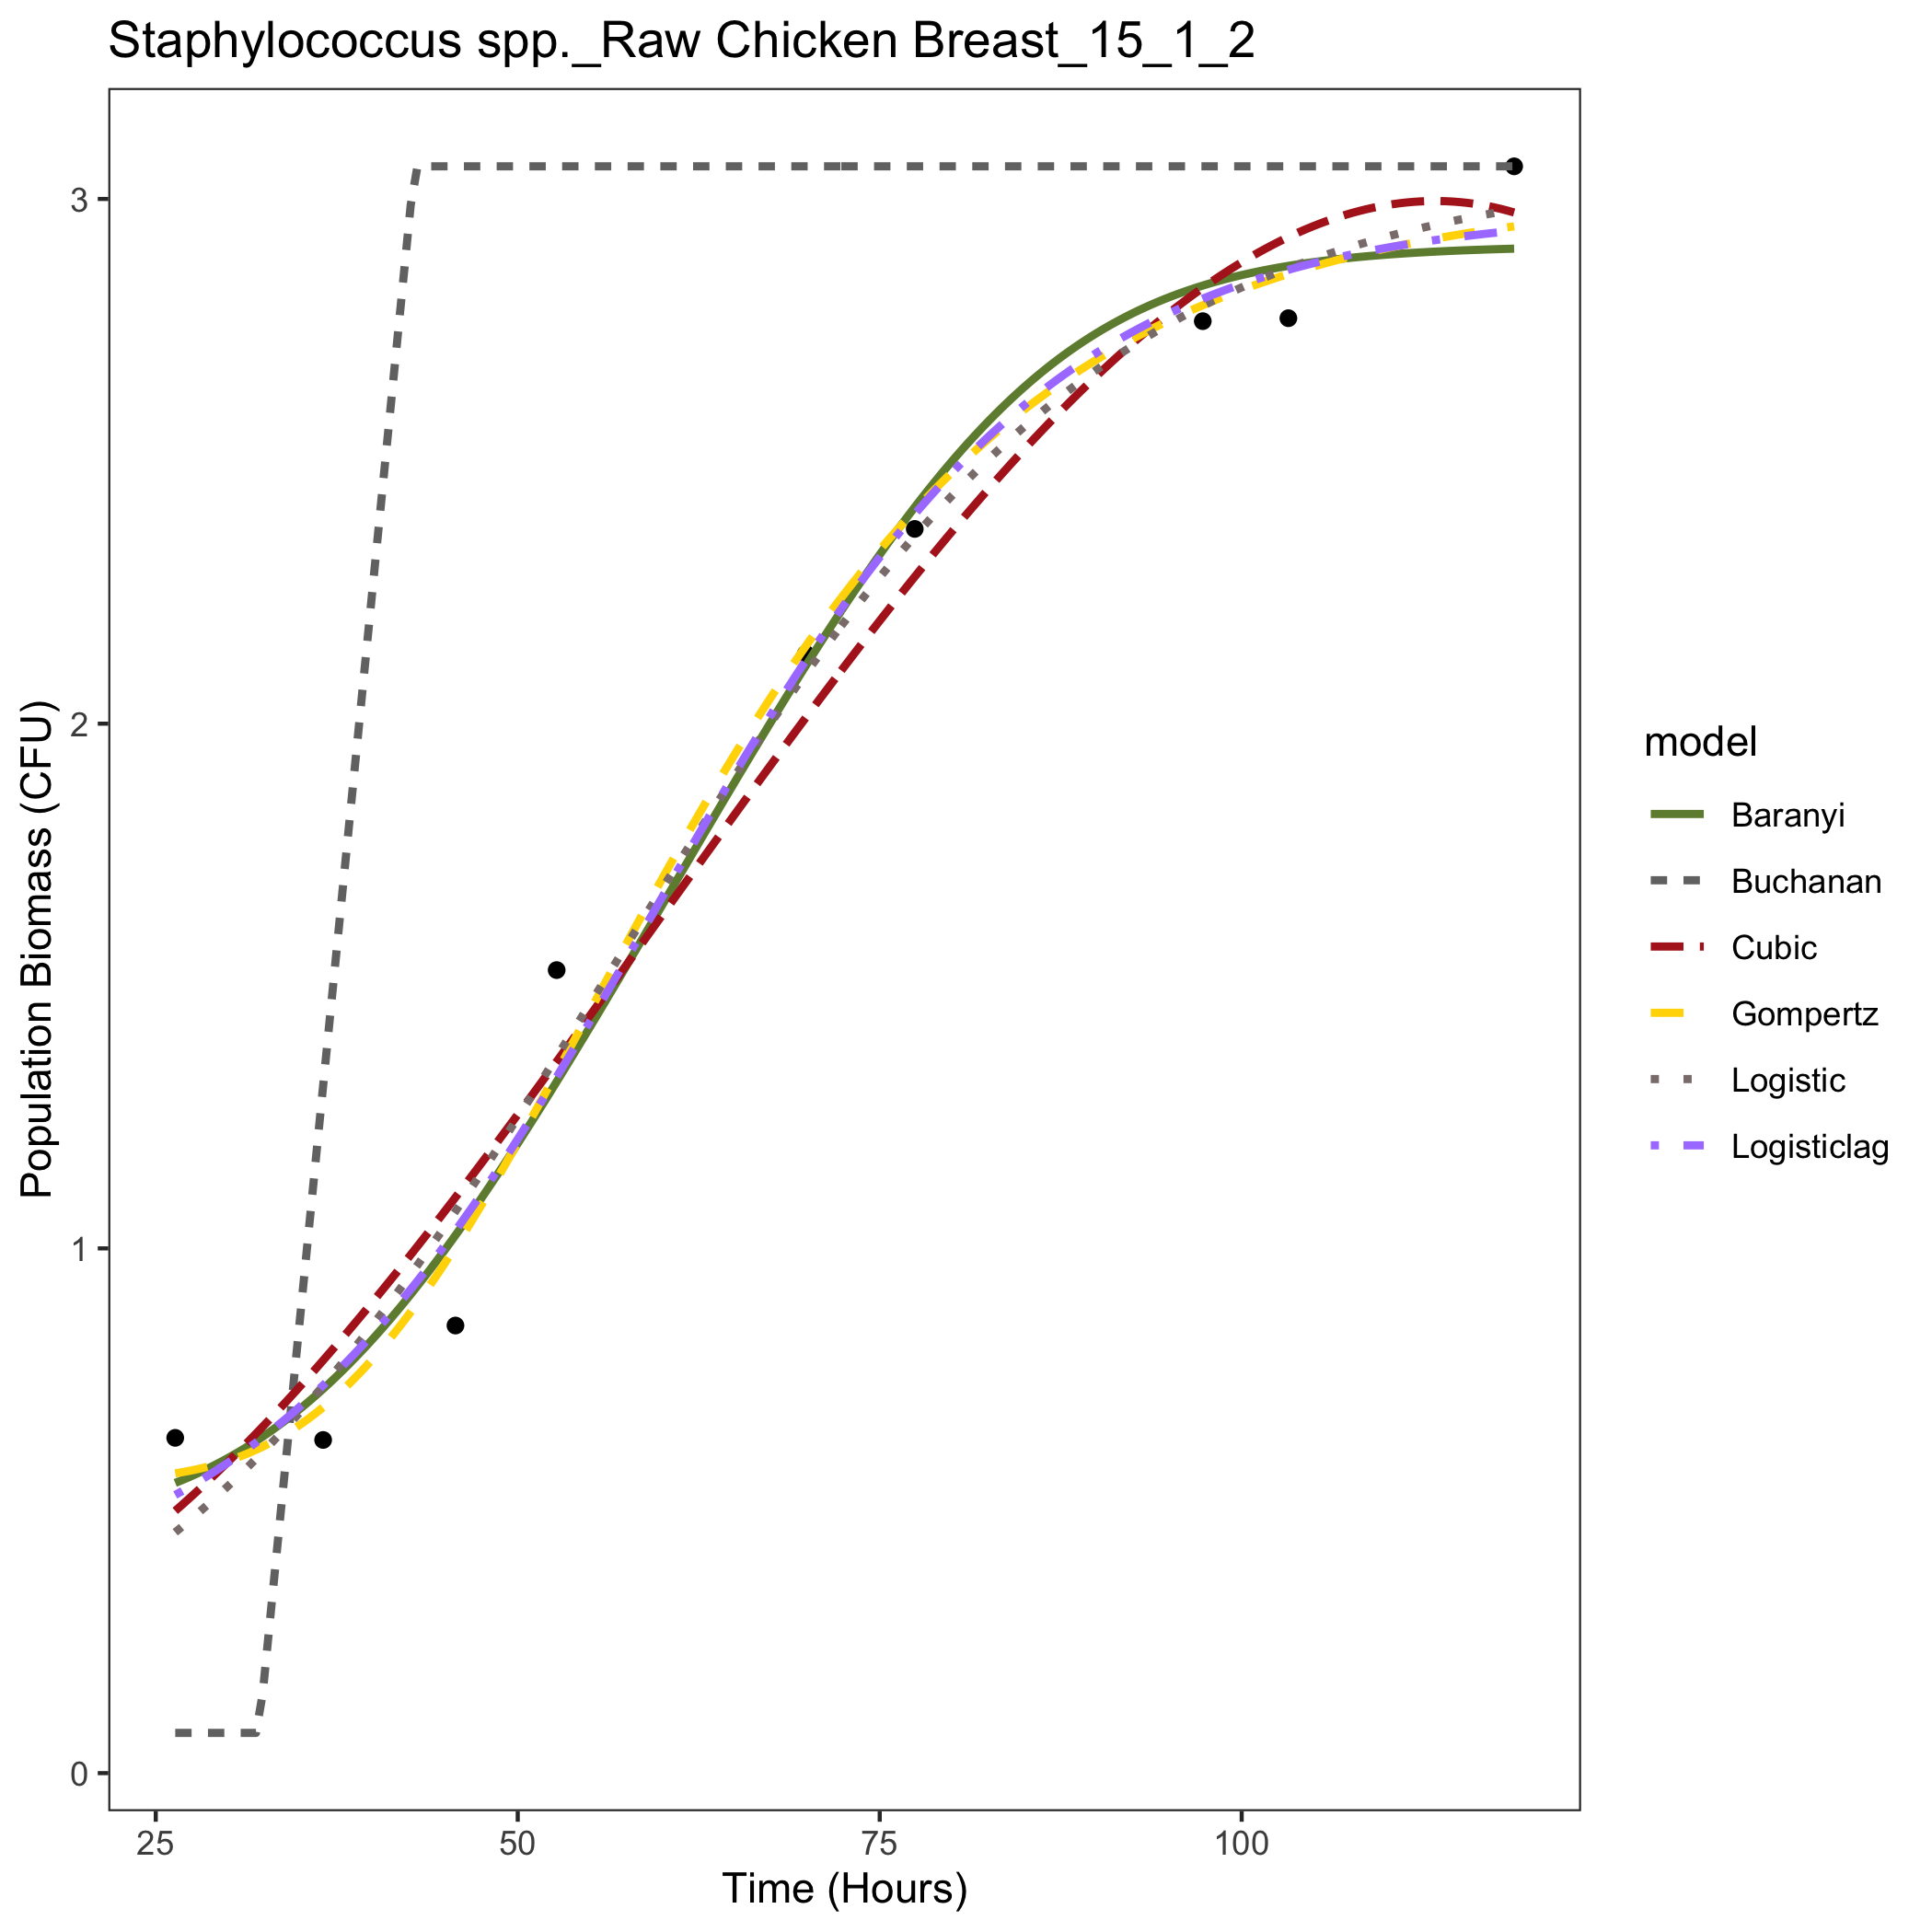 Staphylococcus spp._Raw Chicken Breast_15_1_2
Population Biomass (CFU)
3
2
1
0
25 50 75 100
Time (Hours)
model
Baranyi
Buchanan
Cubic
Gompertz
Logistic
Logisticlag